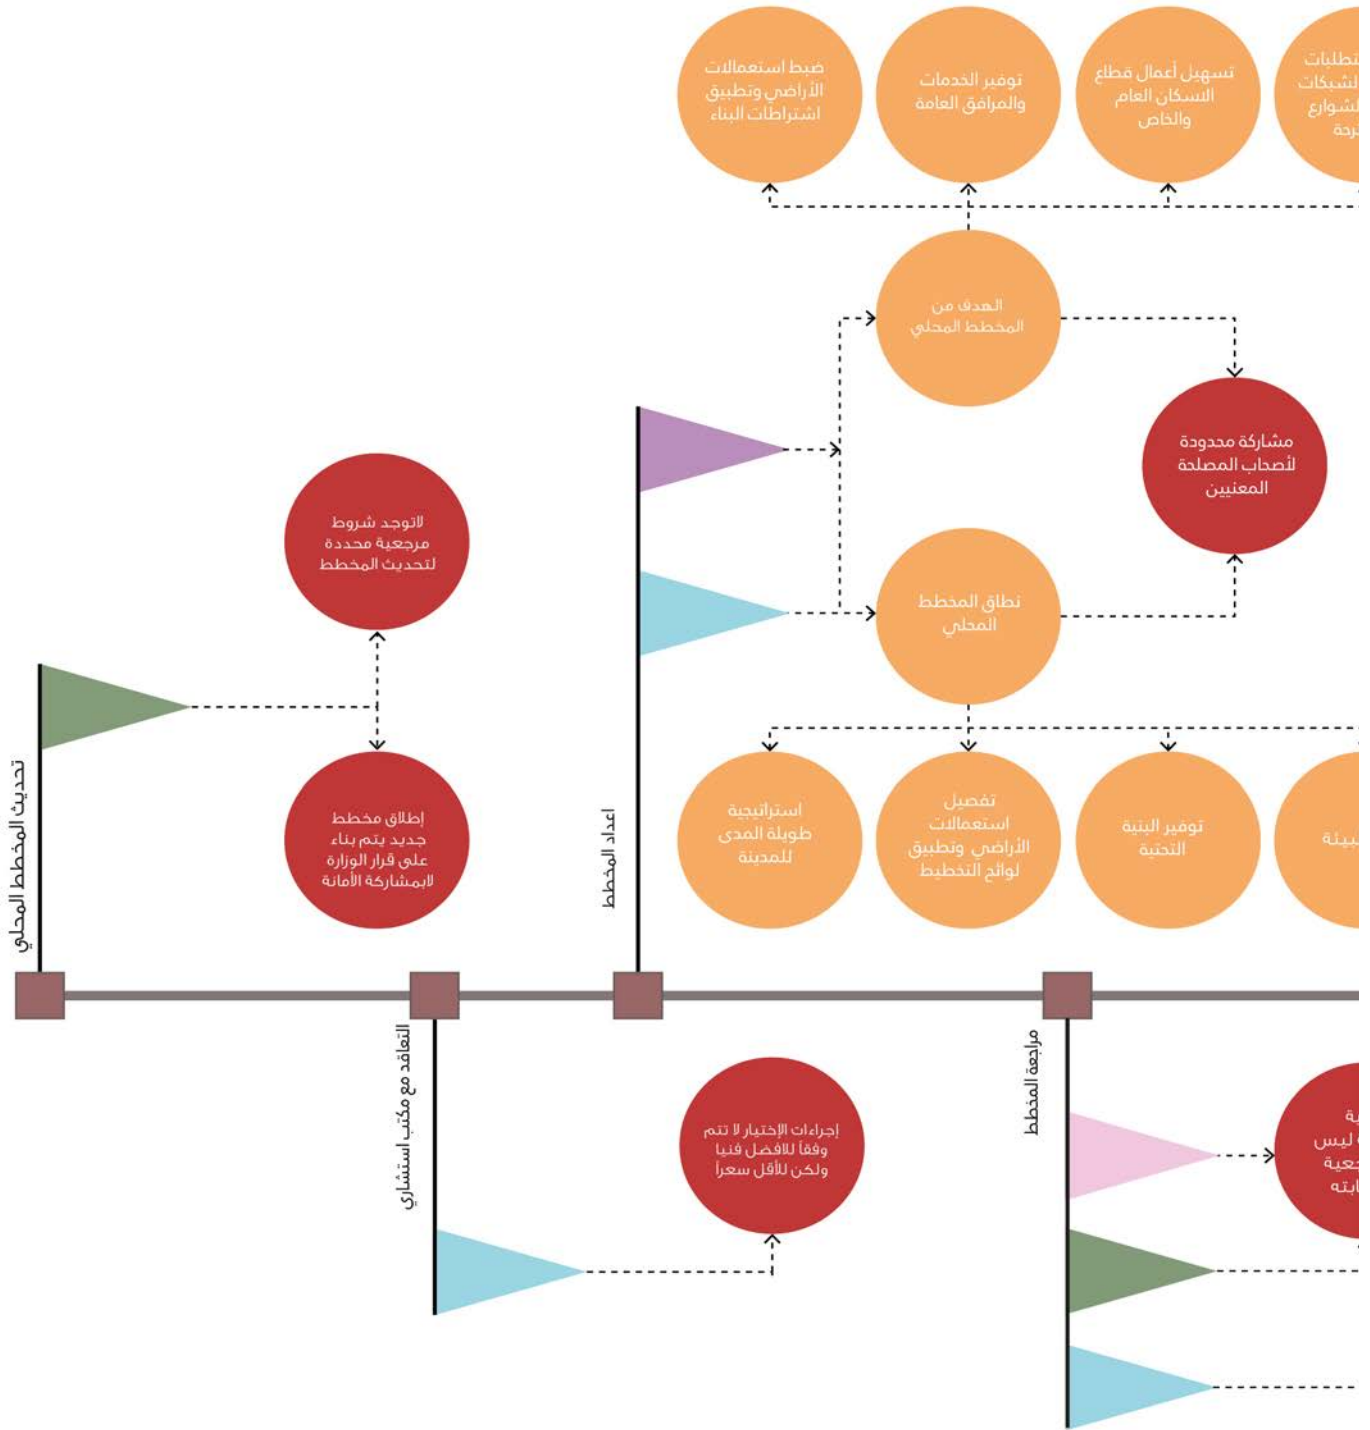 ضبط استعمالات
الأراضي وتطبيق
اشتراطات البناء
توفير الخدمات
والمرافق العامة
تسهيل أعمال قطاع
الاسكان العام
والخاص
الهدف من
المخطط المحلي
مشاركة محدودة
لأصحاب المصلحة
المعنيين
نطاق المخطط
المحلي
لاتوجد شروط
مرجعية محددة
لتحديث المخطط
إطلاق مخطط
جديد يتم بناء
على قرار الوزارة
لابمشاركة الأمانة
استراتيجية
طويلة المدى
للمدينة
تفصيل
استعمالات
الأراضي وتطبيق
لوائح التخطيط
توفير البنية
التحتية
تحديث المخطط المحلي
اعداد المخطط
التعاقد مع مكتب استشاري
إجراءات الإختيار لا تتم
وفقاً للافضل فنيا
ولكن للأقل سعراً
مراجعة المخطط
ليس